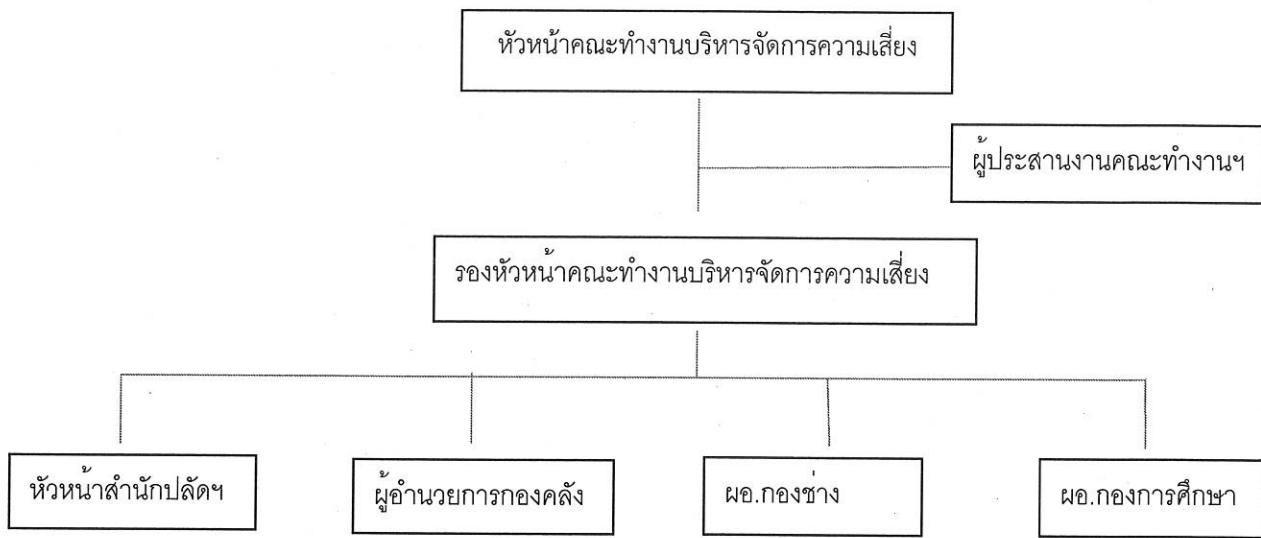 หัวหน้าคณะทำงานบริหารจัดการความเสี่ยง
ผู้ประสานงานคณะทำงานฯ
รองหัวหน้าคณะทำงานบริหารจัดการความเสี่ยง
หัวหน้าสำนักปลัดฯ
ผู้อำนวยการกองคลัง
ผอ.กองช่าง
ผอ.กองการศึกษา